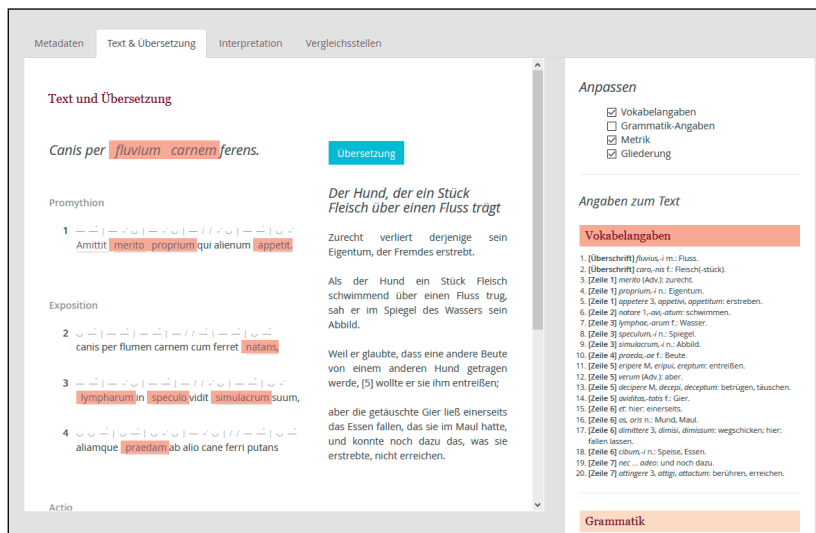 Metadaten Text & Übersetzung Interpretation Vergleichsstellen
Text und Übersetzung
Canis per fluvium carnem ferens.
Promythion
1
Amittit merito proprium qui alienum appetit.
Exposition
2
canis per flumen carnem cum ferret natans,
3
lympharum in speculo vidit simulacrum suum,
4
aliamque praedam ab alio cane ferri putans
Actio
Übersetzung
Der Hund, der ein Stück
Fleisch über einen Fluss trägt
Zurecht verliert derjenige sein
Eigentum, der Fremdes erstrebt.
Als der Hund ein Stück Fleisch
schwimmend über einen Fluss trug,
sah er im Spiegel des Wassers sein
Abbild.
Weil er glaubte, dass eine andere Beute
von einem anderen Hund getragen
werde, [5] wollte er sie ihm entreißen;
aber die getäuschte Gier ließ einerseits
das Essen fallen, das sie im Maul hatte,
und konnte noch dazu das, was sie
erstrebte, nicht erreichen.
Anpassen
Vokabelangaben
Grammatik-Angaben
Metrik
Gliederung
Angaben zum Text
Vokabelangaben
1. [Überschrift] fluvius,-i m.: Fluss.
2. [Überschrift] caro,-nis f.: Fleisch(-stück).
3. [Zeile 1] merito (Adv.): zurecht.
4. [Zeile 1] proprium,-i n.: Eigentum.
5. [Zeile 1] appetere 3, appetivi, appetitum: erstreben.
6. [Zeile 2] natare 1,-avi,-atum: schwimmen.
7. [Zeile 3] lymphae,-arum f.: Wasser.
8. [Zeile 3] speculum,-i n.: Spiegel.
9. [Zeile 3] simulacrum,-i n.: Abbild.
10. [Zeile 4] praeda,-ae f.: Beute.
11. [Zeile 5] eripere M, eripui, ereptum: entreißen.
12. [Zeile 5] verum (Adv.): aber.
13. [Zeile 5] decipere M, decepi, deceptum: betrügen, täuschen.
14. [Zeile 5] aviditas,-tatis f.: Gier.
15. [Zeile 6] et: hier: einerseits.
16. [Zeile 6] os, oris n.: Mund, Maul.
17. [Zeile 6] dimittere 3, dimisi, dimissum: wegschicken; hier:
fallen lassen.
18. [Zeile 6] cibum,-i n.: Speise, Essen.
19. [Zeile 7] nec ... adeo: und noch dazu.
20. [Zeile 7] attingere 3, attigi, attactum: berühren, erreichen.
Grammatik